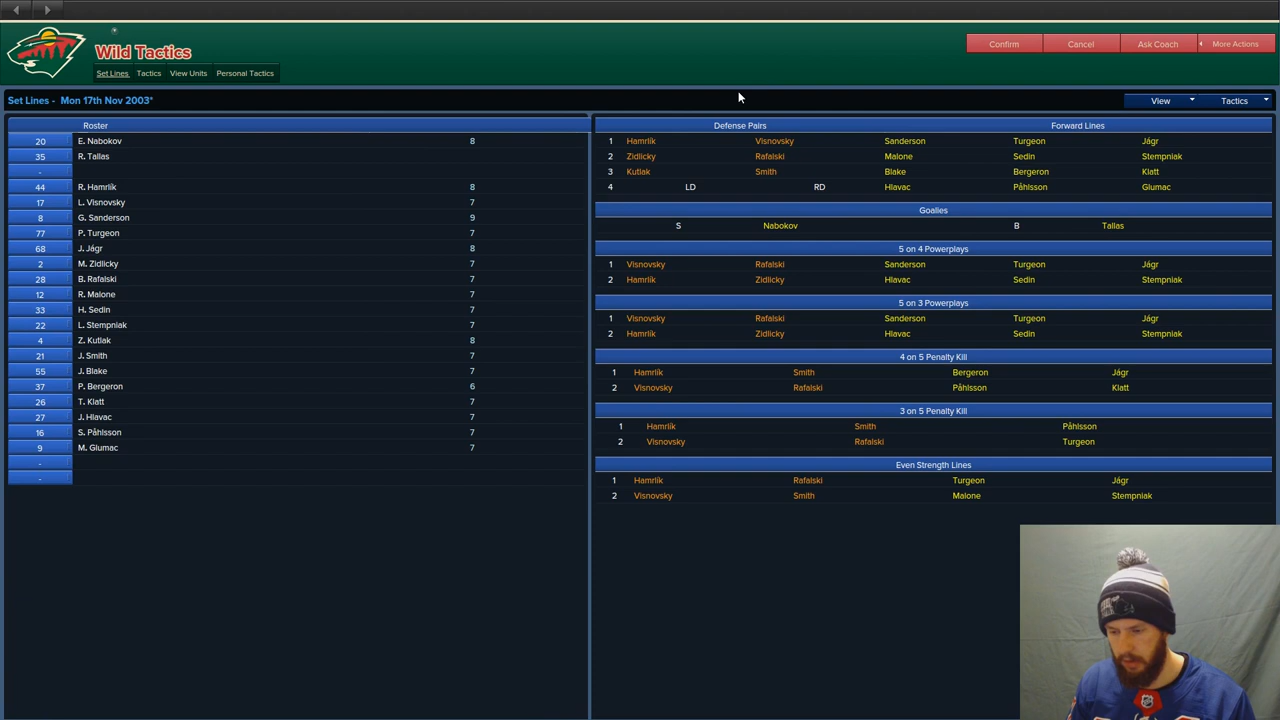 Wild Tactics
Confirm Cancel Ask Coach More Actions
Set Lines Tactics View Units Personal Tactics
Set Lines - Mon 17th Nov 2003* View Tactics
Roster
20 E. Nabokov 8
35 R. Tallas
-
44 R. Hamrlík 8
17 L. Visnovsky 7
8 G. Sanderson 9
77 P. Turgeon 7
68 J. Jágr 8
2 M. Zidlicky 7
28 B. Rafalski 7
12 R. Malone 7
33 H. Sedin 7
22 L. Stempniak 7
4 Z. Kutlak 8
21 J. Smith 7
55 J. Blake 7
37 P. Bergeron 6
26 T. Klatt 7
27 J. Hlavac 7
16 S. Påhlsson 7
9 M. Glumac 7
-
-
Defense Pairs Forward Lines
1 Hamrlík Visnovsky Sanderson Turgeon Jágr
2 Zidlicky Rafalski Malone Sedin Stempniak
3 Kutlak Smith Blake Bergeron Klatt
4 LD RD Hlavac Påhlsson Glumac
Goalies
S Nabokov B Tallas
5 on 4 Powerplays
1 Visnovsky Rafalski Sanderson Turgeon Jágr
2 Hamrlík Zidlicky Hlavac Sedin Stempniak
5 on 3 Powerplays
1 Visnovsky Rafalski Sanderson Turgeon Jágr
2 Hamrlík Zidlicky Hlavac Sedin Stempniak
4 on 5 Penalty Kill
1 Hamrlík Smith Bergeron Jágr
2 Visnovsky Rafalski Påhlsson Klatt
3 on 5 Penalty Kill
1 Hamrlík Smith Påhlsson
2 Visnovsky Rafalski Turgeon
Even Strength Lines
1 Hamrlík Rafalski Turgeon Jágr
2 Visnovsky Smith Malone Stempniak